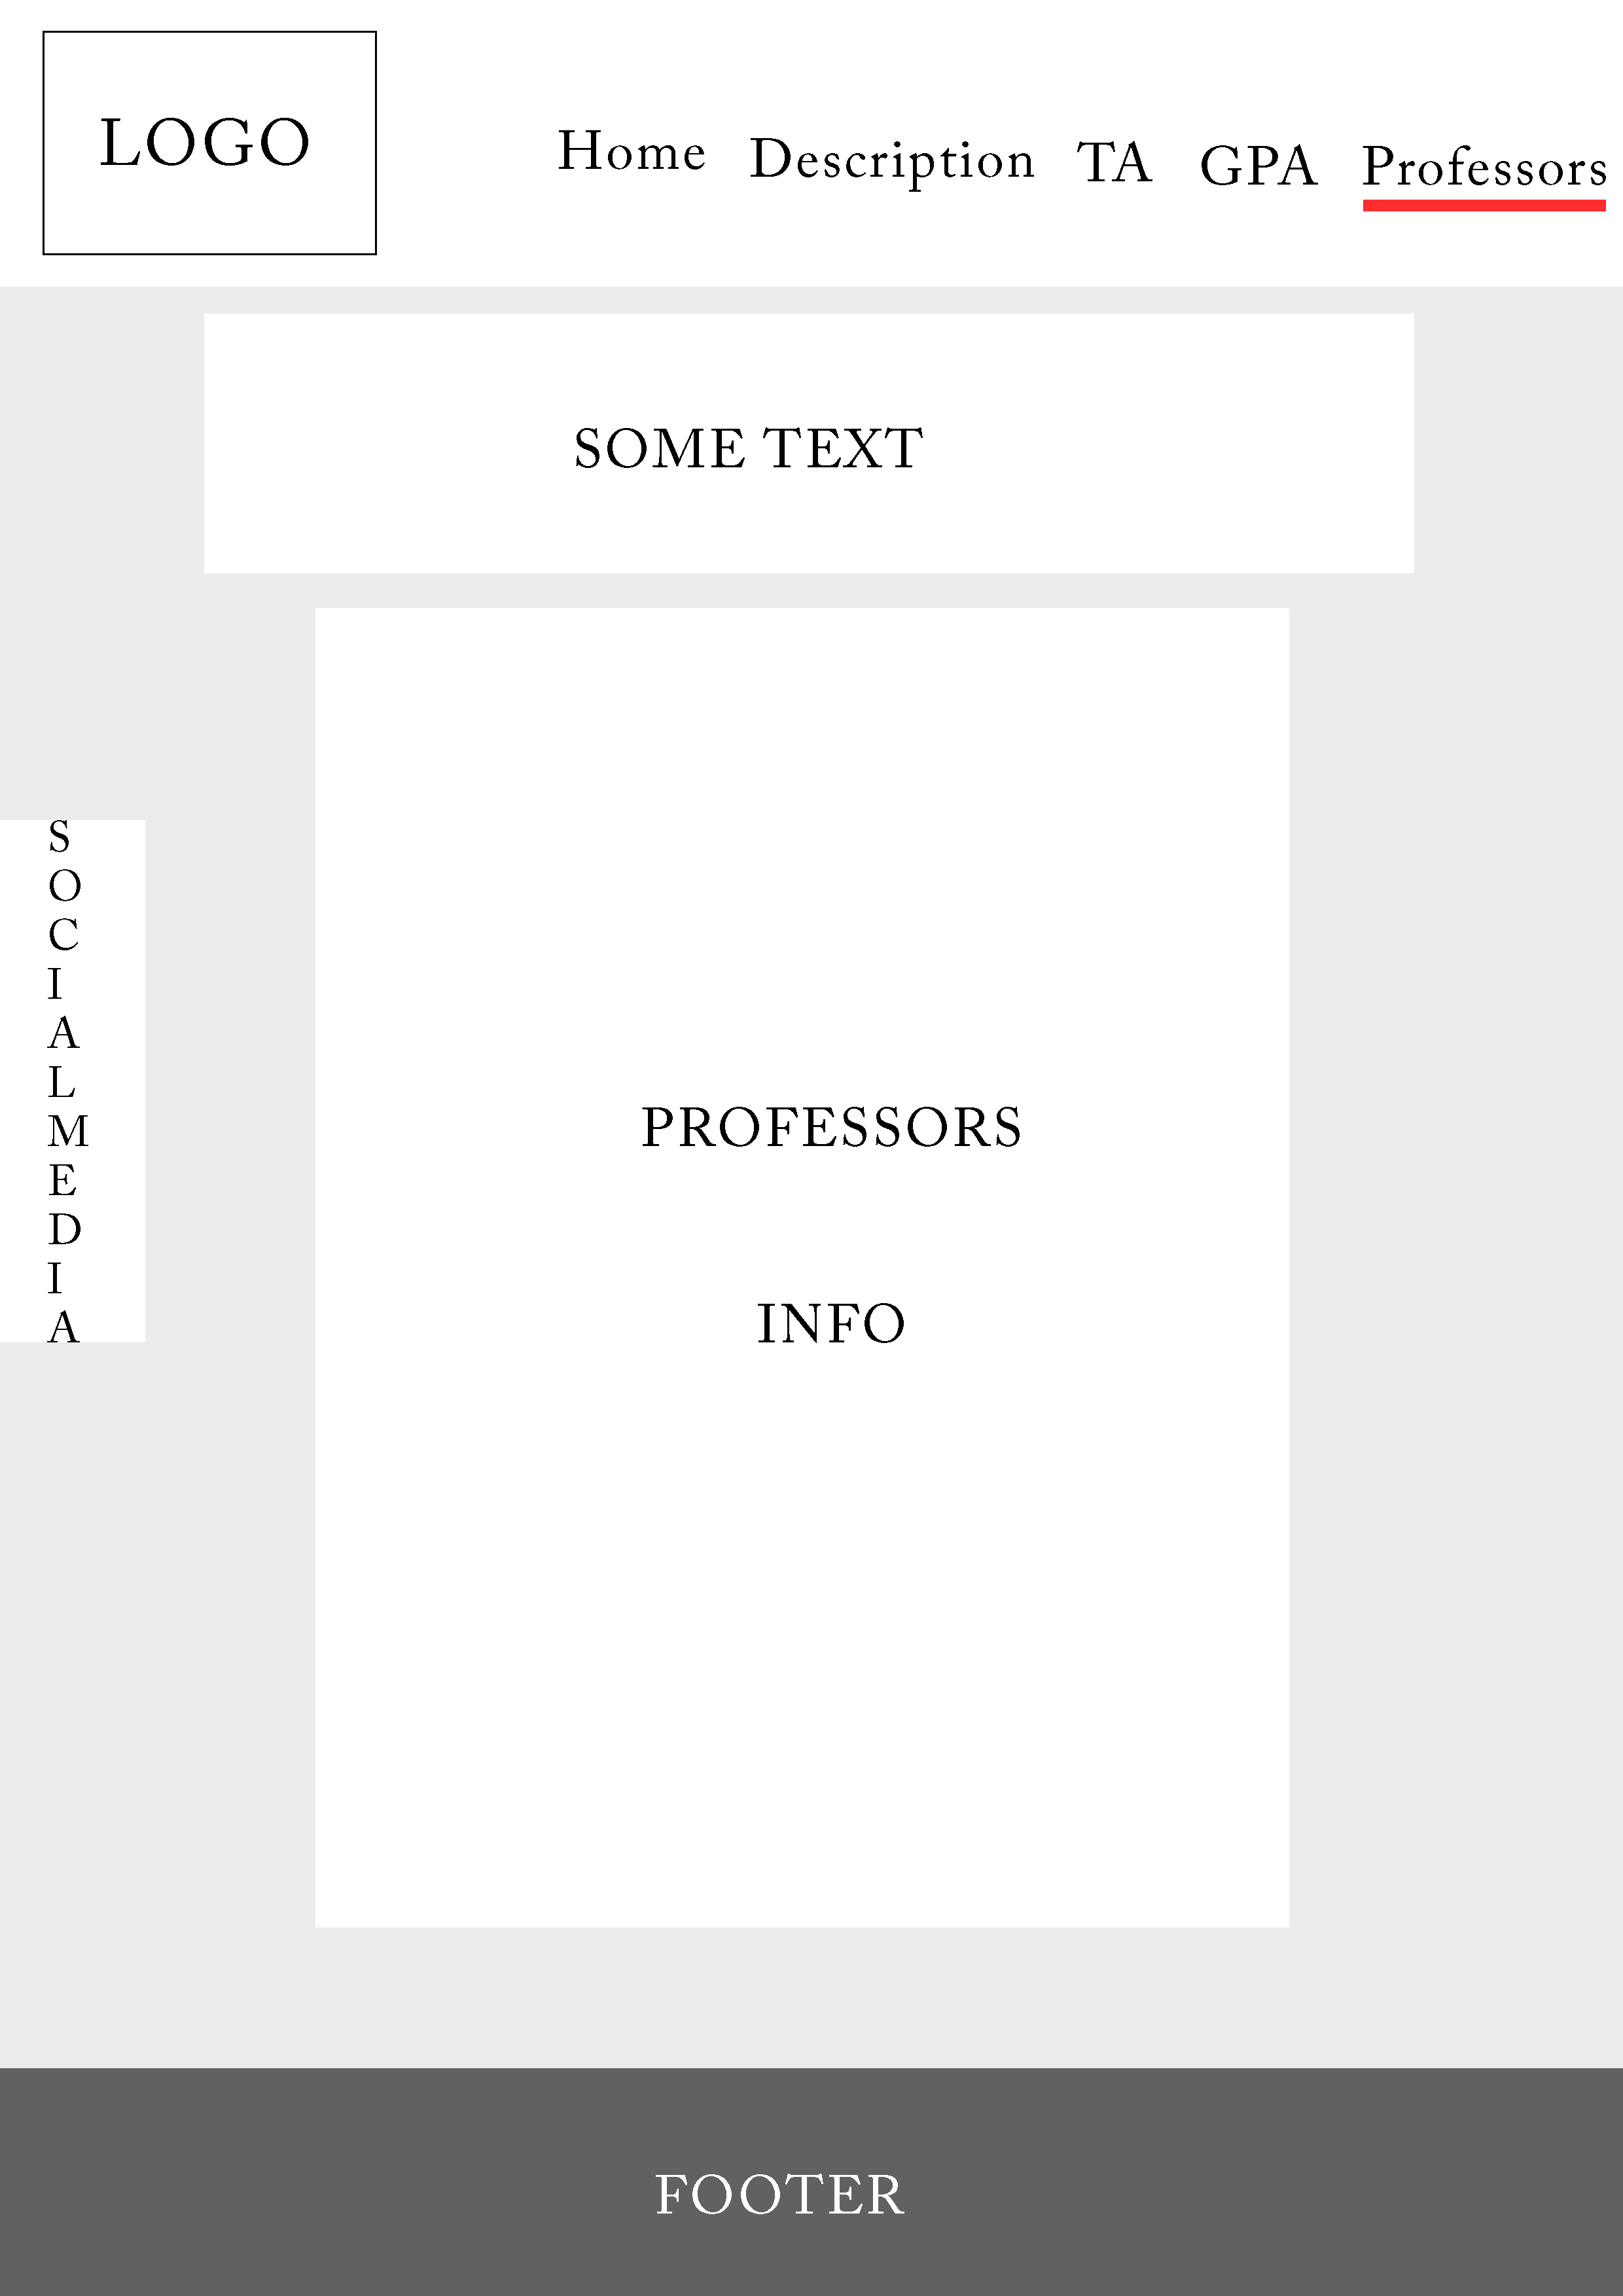 LOGO
Home Description TA GPA Professors
SOME TEXT
S
O
C
I
A
L
M
E
D
I
A
PROFESSORS
INFO
FOOTER